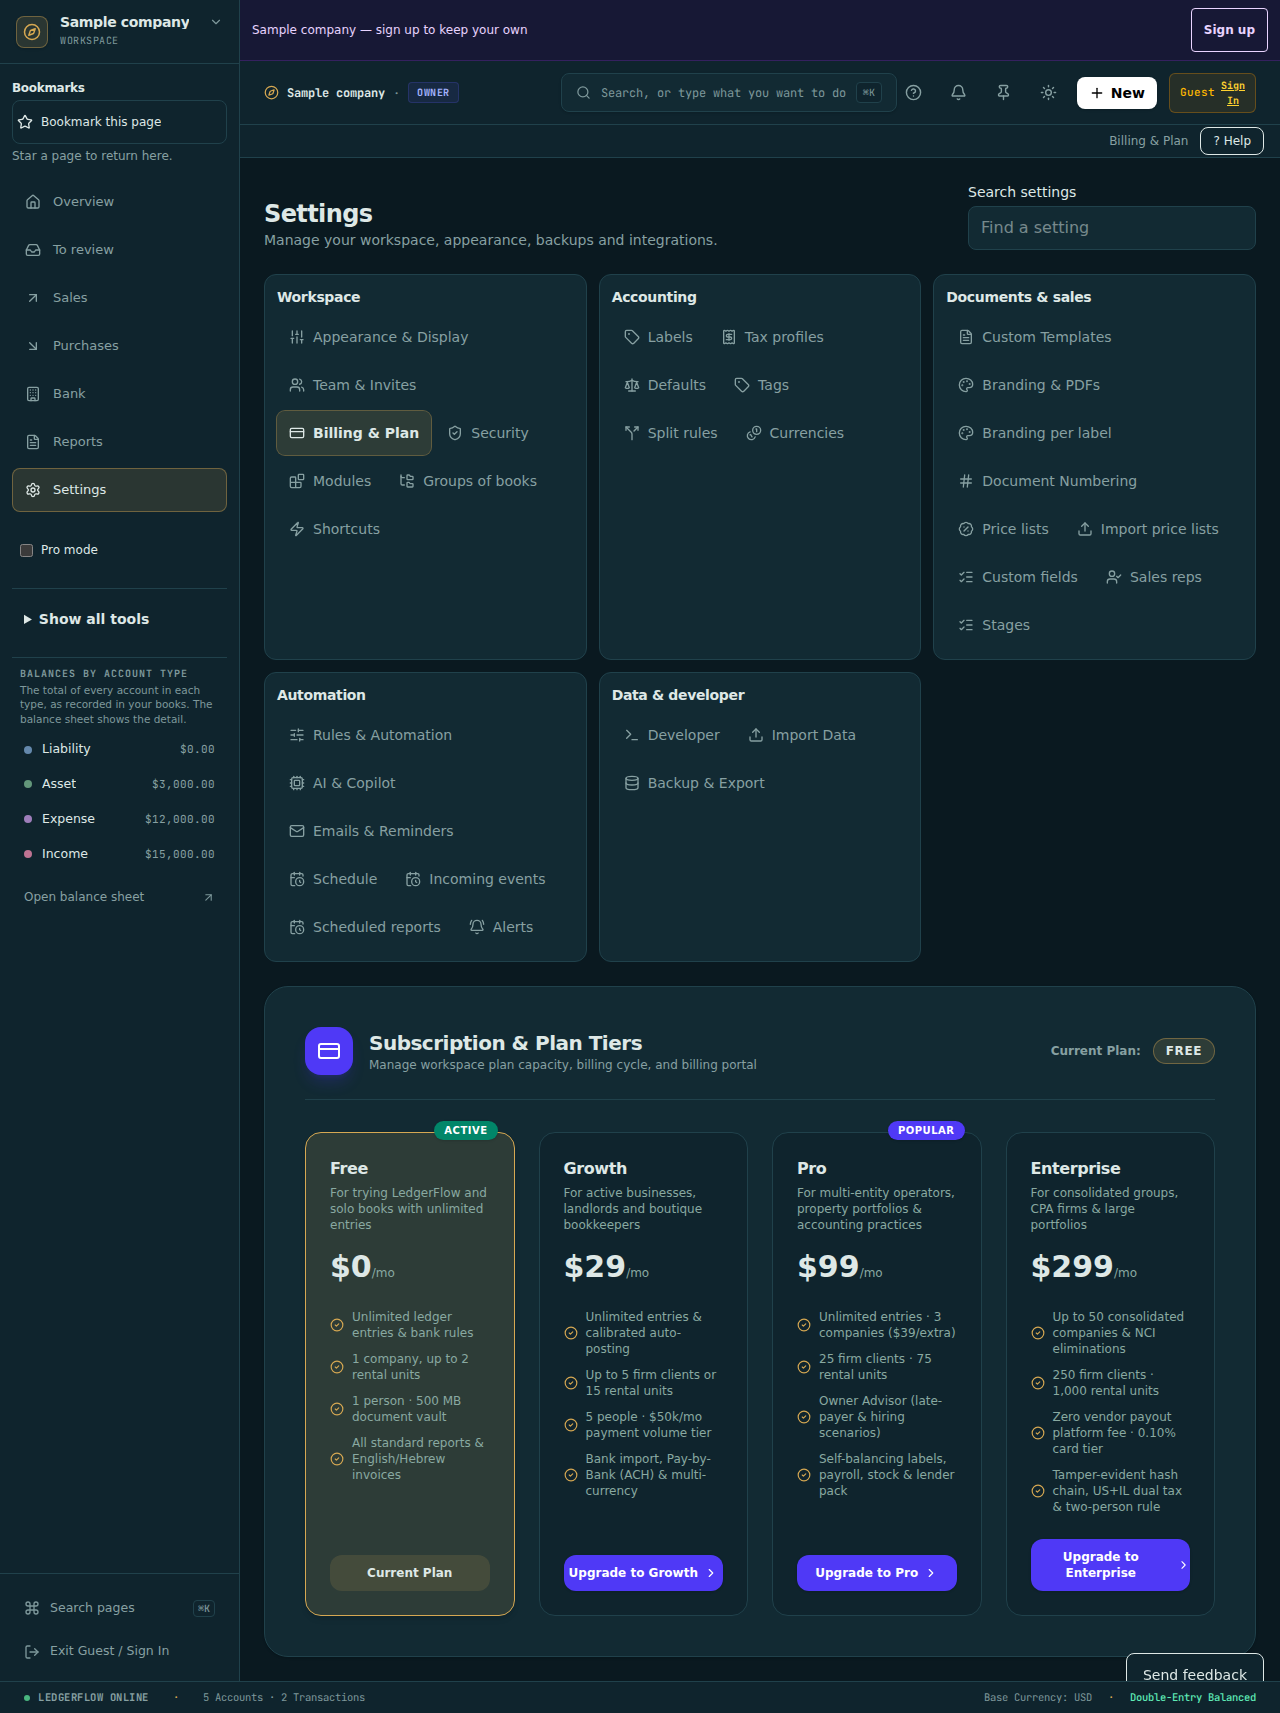 Sample company
WORKSPACE
Sample company — sign up to keep your own
Sign up
Sample company · OWNER
Search, or type what you want to do ⌘K
New
Guest Sign In
Billing & Plan
? Help
Bookmarks
Bookmark this page
Star a page to return here.
Overview
To review
Sales
Purchases
Bank
Reports
Settings
Pro mode
Show all tools
BALANCES BY ACCOUNT TYPE
The total of every account in each
type, as recorded in your books. The
balance sheet shows the detail.
Liability $0.00
Asset $3,000.00
Expense $12,000.00
Income $15,000.00
Open balance sheet
Search pages ⌘K
Exit Guest / Sign In
Settings
Manage your workspace, appearance, backups and integrations.
Search settings
Find a setting
Workspace
Appearance & Display
Team & Invites
Billing & Plan Security
Modules Groups of books
Shortcuts
Accounting
Labels Tax profiles
Defaults Tags
Split rules Currencies
Documents & sales
Custom Templates
Branding & PDFs
Branding per label
Document Numbering
Price lists Import price lists
Custom fields Sales reps
Stages
Automation
Rules & Automation
AI & Copilot
Emails & Reminders
Schedule Incoming events
Scheduled reports Alerts
Data & developer
Developer Import Data
Backup & Export
Subscription & Plan Tiers
Manage workspace plan capacity, billing cycle, and billing portal
Current Plan: FREE
ACTIVE
Free
For trying LedgerFlow and
solo books with unlimited
entries
$0/mo
Unlimited ledger
entries & bank rules
1 company, up to 2
rental units
1 person · 500 MB
document vault
All standard reports &
English/Hebrew
invoices
Current Plan
Growth
For active businesses,
landlords and boutique
bookkeepers
$29/mo
Unlimited entries &
calibrated auto-
posting
Up to 5 firm clients or
15 rental units
5 people · $50k/mo
payment volume tier
Bank import, Pay-by-
Bank (ACH) & multi-
currency
Upgrade to Growth
POPULAR
Pro
For multi-entity operators,
property portfolios &
accounting practices
$99/mo
Unlimited entries · 3
companies ($39/extra)
25 firm clients · 75
rental units
Owner Advisor (late-
payer & hiring
scenarios)
Self-balancing labels,
payroll, stock & lender
pack
Upgrade to Pro
Enterprise
For consolidated groups,
CPA firms & large
portfolios
$299/mo
Up to 50 consolidated
companies & NCI
eliminations
250 firm clients ·
1,000 rental units
Zero vendor payout
platform fee · 0.10%
card tier
Tamper-evident hash
chain, US+IL dual tax
& two-person rule
Upgrade to
Enterprise
Send feedback
LEDGERFLOW ONLINE · 5 Accounts · 2 Transactions
Base Currency: USD · Double-Entry Balanced